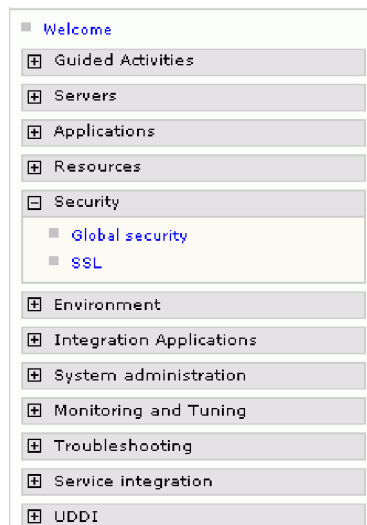 Welcome
Guided Activities
Servers
Applications
Resources
Security
Global security
SSL
Environment
Integration Applications
System administration
Monitoring and Tuning
Troubleshooting
Service integration
UDDI